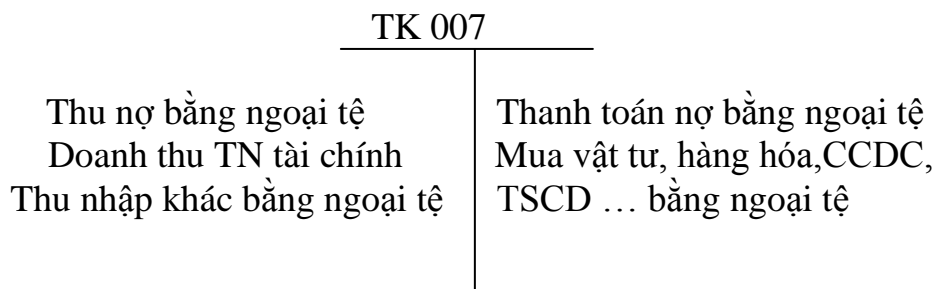 TK 007
Thu nợ bằng ngoại tệ
Doanh thu TN tài chính
Thu nhập khác bằng ngoại tệ
Thanh toán nợ bằng ngoại tệ
Mua vật tư, hàng hóa,CCDC,
TSCD … bằng ngoại tệ